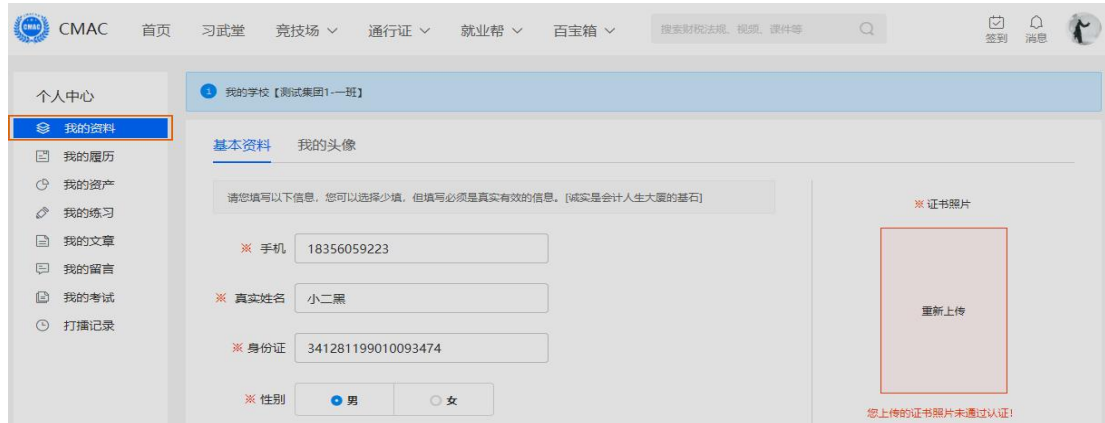 CMAC CMAC 首页 习武堂 竞技场 通行证 就业帮 百宝箱 搜索财税法规、视频、课件等 签到 消息
个人中心
我的资料
我的履历
我的资产
我的练习
我的文章
我的留言
我的考试
打擂记录
我的学校【测试集团1-一班】
基本资料 我的头像
请您填写以下信息，您可以选择少填，但填写必须是真实有效的信息。[诚实是会计人生大厦的基石]
※ 手机 18356059223
※ 真实姓名 小二黑
※ 身份证 341281199010093474
※ 性别 男 女
※ 证书照片
重新上传
您上传的证书照片未通过认证!